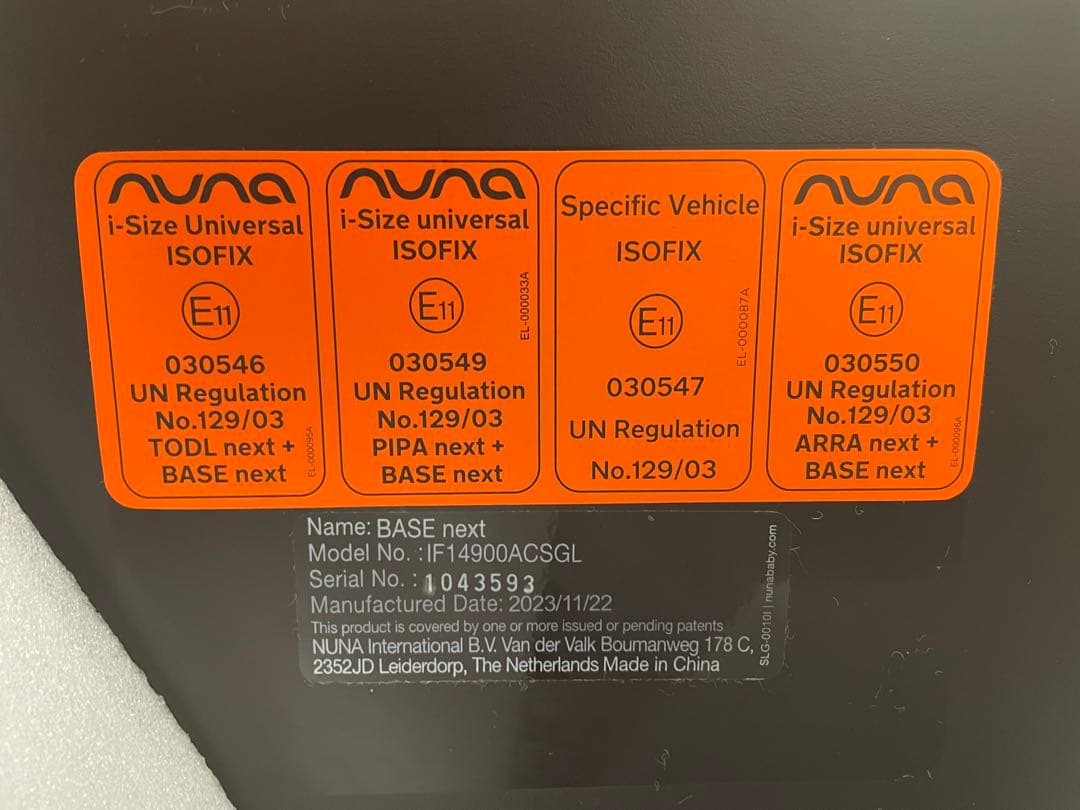 nuna
i-Size Universal
ISOFIX
E11
030546
UN Regulation
No.129/03
TODL next +
BASE next
EL-000095A
nuna
i-Size universal
ISOFIX
E11
EL-000033A
030549
UN Regulation
No.129/03
PIPA next +
BASE next
Specific Vehicle
ISOFIX
E11
EL-000087A
030547
UN Regulation
No.129/03
nuna
i-Size universal
ISOFIX
E11
030550
UN Regulation
No.129/03
ARRA next +
BASE next
EL-000096A
Name: BASE next
Model No. : IF14900ACSGL
Serial No. : 1043593
Manufactured Date: 2023/11/22
This product is covered by one or more issued or pending patents
NUNA International B.V. Van der Valk Boumanweg 178 C,
2352JD Leiderdorp, The Netherlands Made in China
SLG-0010I | nunababy.com